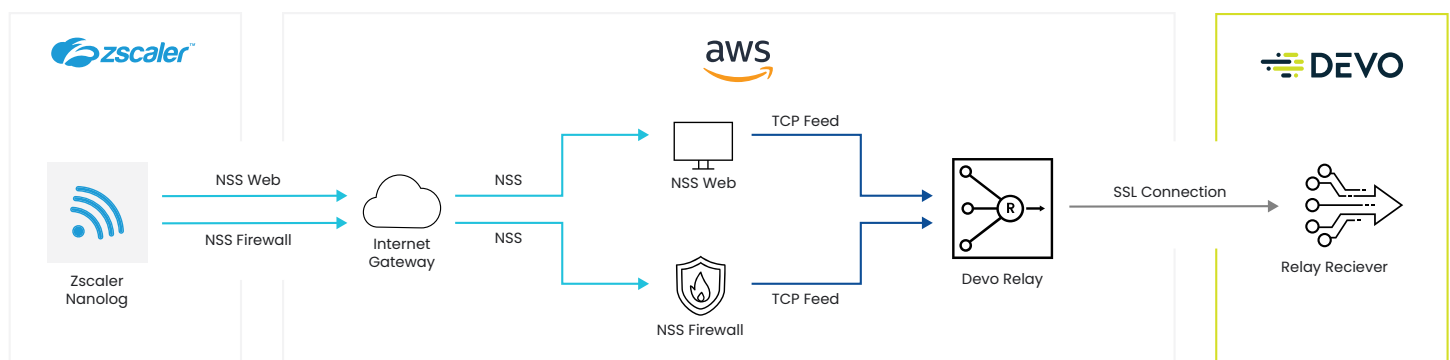 zscaler™
aws
DEVO
NSS Web
NSS Firewall
Zscaler
Nanolog
Internet
Gateway
NSS
NSS
NSS Web
NSS Firewall
TCP Feed
TCP Feed
R
Devo Relay
SSL Connection
Relay Reciever